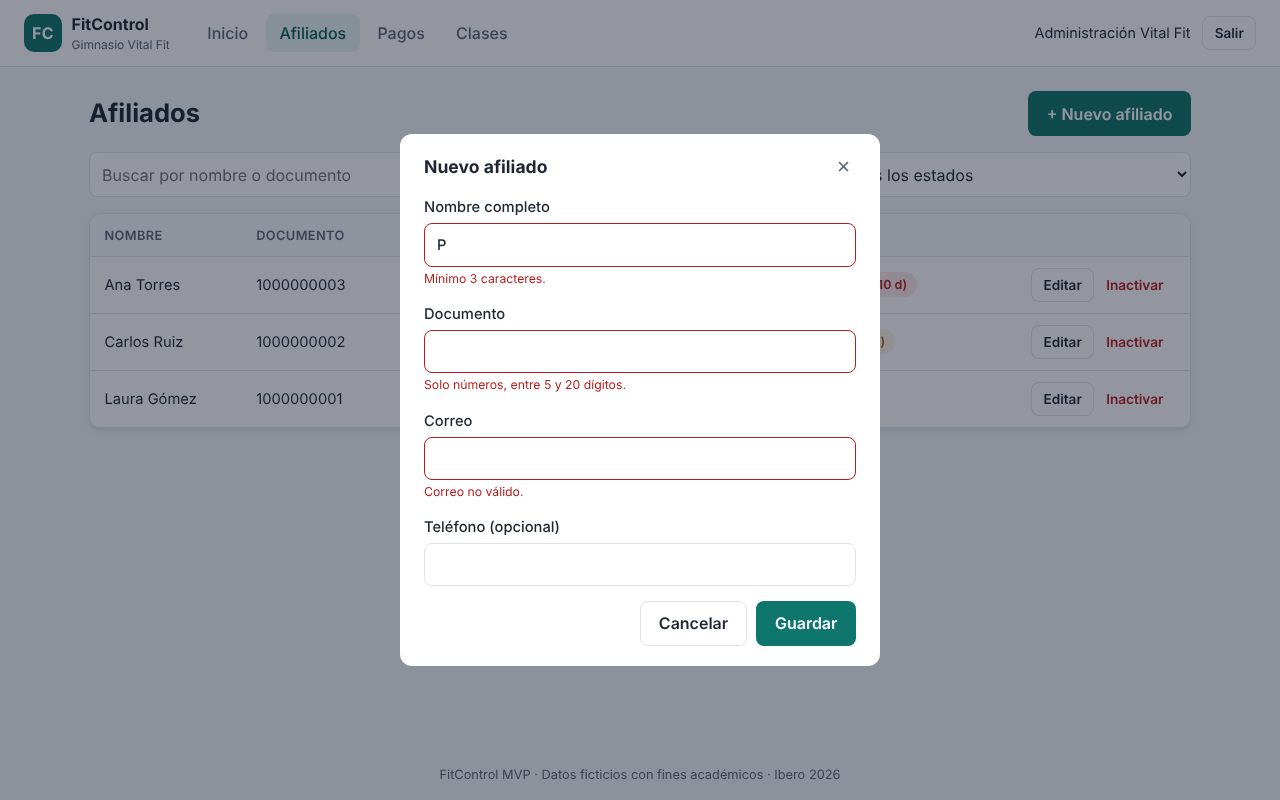 FC
FitControl
Gimnasio Vital Fit
Inicio
Afiliados
Pagos
Clases
Administración Vital Fit
Salir
Afiliados
+ Nuevo afiliado
Buscar por nombre o documento
los estados
NOMBRE
DOCUMENTO
Ana Torres
1000000003
10 d)
Editar
Inactivar
Carlos Ruiz
1000000002
)
Editar
Inactivar
Laura Gómez
1000000001
Editar
Inactivar
Nuevo afiliado
×
Nombre completo
P
Mínimo 3 caracteres.
Documento
Solo números, entre 5 y 20 dígitos.
Correo
Correo no válido.
Teléfono (opcional)
Cancelar
Guardar
FitControl MVP · Datos ficticios con fines académicos · Ibero 2026